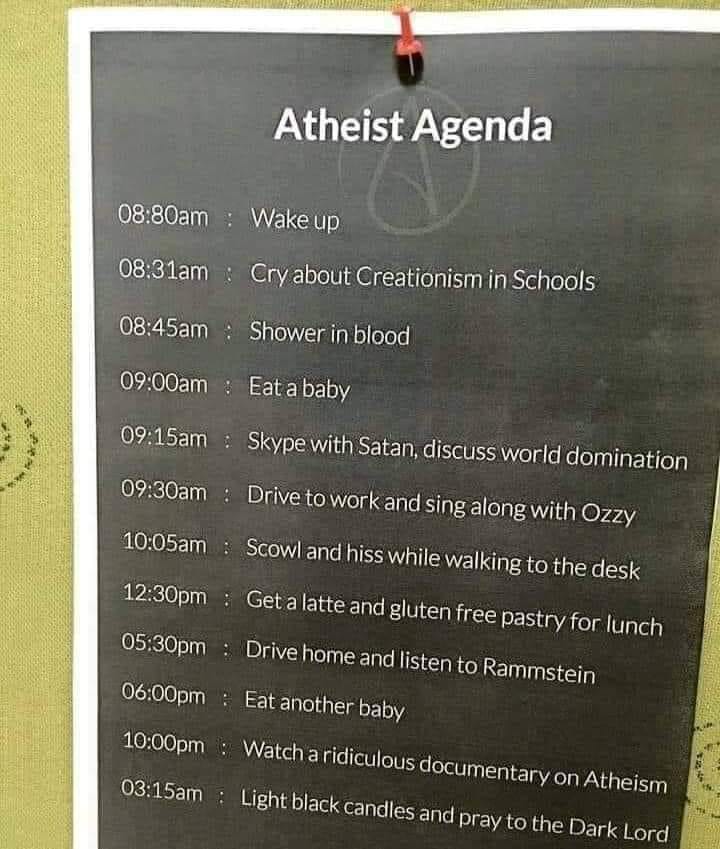 Atheist Agenda
08:80am : Wake up
08:31am : Cry about Creationism in Schools
08:45am : Shower in blood
09:00am : Eat a baby
09:15am : Skype with Satan, discuss world domination
09:30am : Drive to work and sing along with Ozzy
10:05am : Scowl and hiss while walking to the desk
12:30pm : Get a latte and gluten free pastry for lunch
05:30pm : Drive home and listen to Rammstein
06:00pm : Eat another baby
10:00pm : Watch a ridiculous documentary on Atheism
03:15am : Light black candles and pray to the Dark Lord